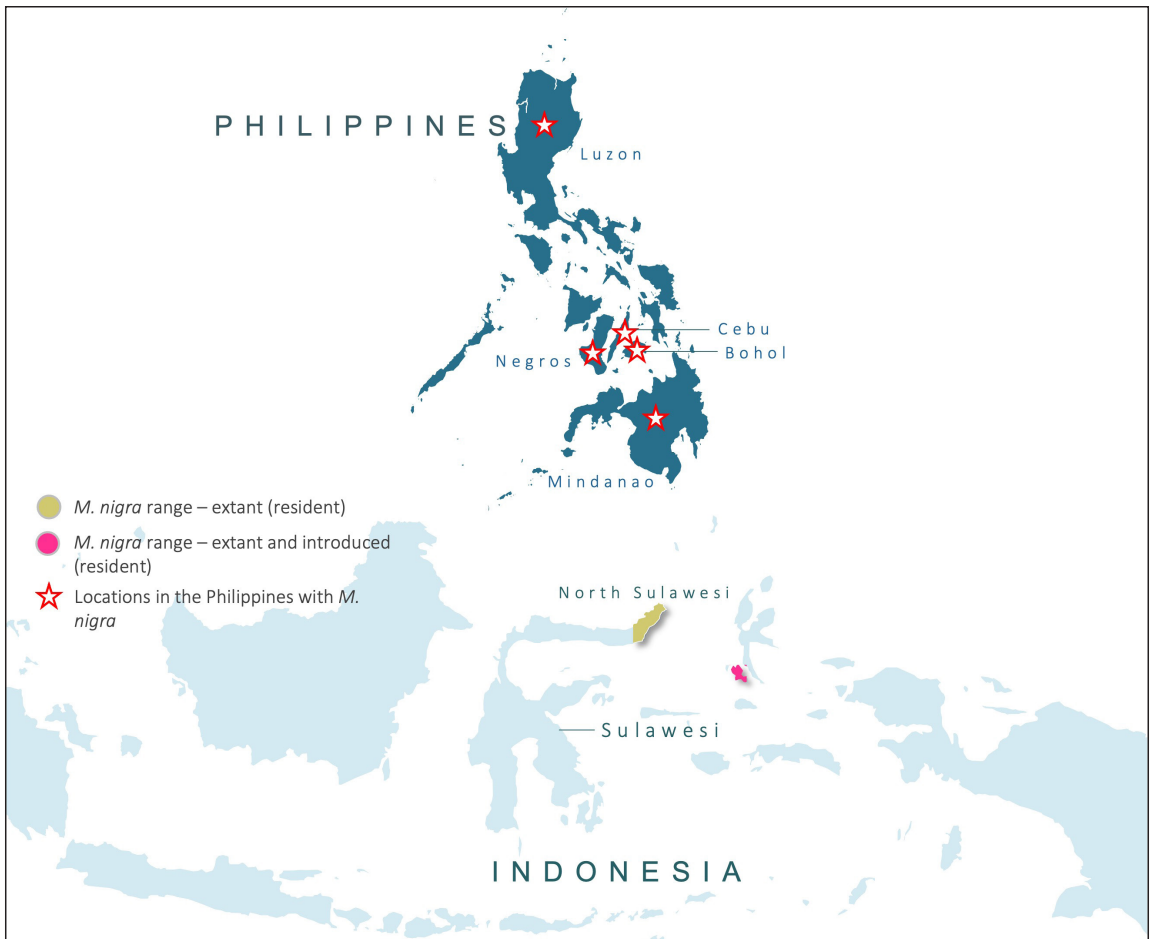 PHILIPPINES
Luzon
Cebu
Bohol
Negros
Mindanao
M. nigra range – extant (resident)
M. nigra range – extant and introduced
(resident)
Locations in the Philippines with M.
nigra
North Sulawesi
Sulawesi
INDONESIA